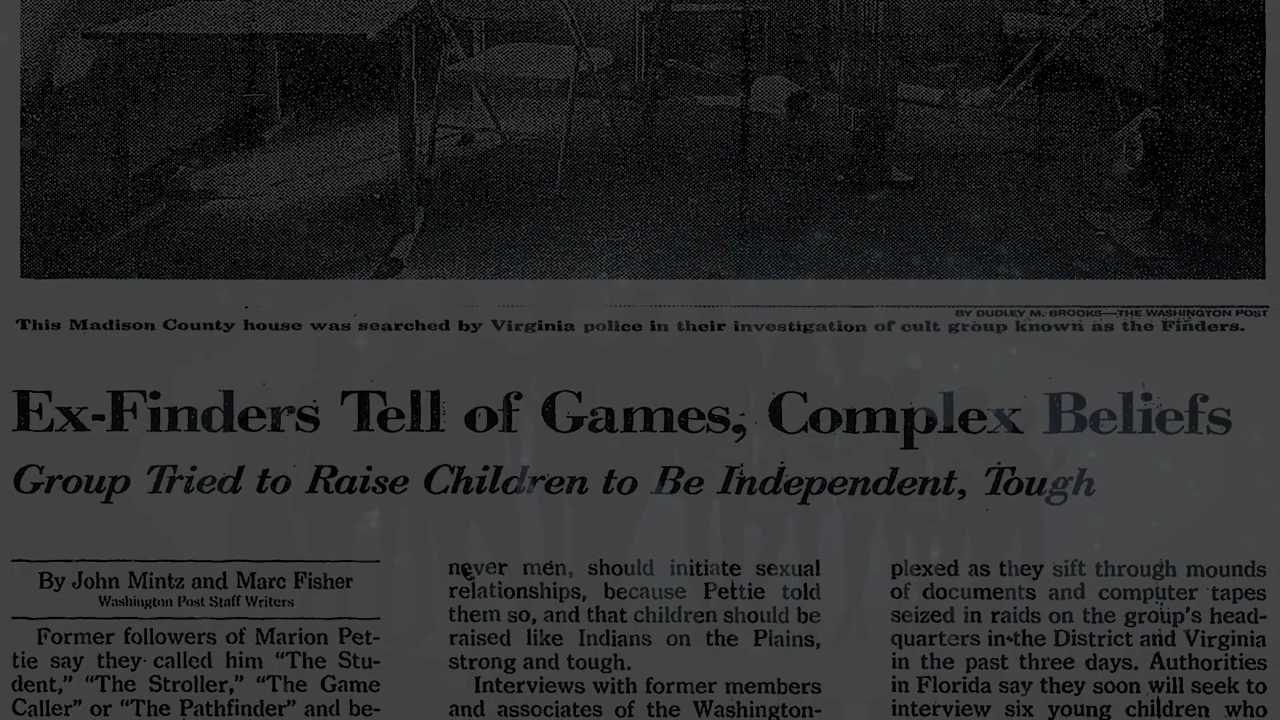 BY DUDLEY M. BROOKS—THE WASHINGTON POST
This Madison County house was searched by Virginia police in their investigation of cult group known as the Finders.
Ex-Finders Tell of Games, Complex Beliefs
Group Tried to Raise Children to Be Independent, Tough
By John Mintz and Marc Fisher
Washington Post Staff Writers
Former followers of Marion Pet-
tie say they called him “The Stu-
dent,” “The Stroller,” “The Game
Caller” or “The Pathfinder” and be-
never men, should initiate sexual
relationships, because Pettie told
them so, and that children should be
raised like Indians on the Plains,
strong and tough.
Interviews with former members
and associates of the Washington-
plexed as they sift through mounds
of documents and computer tapes
seized in raids on the group's head-
quarters in the District and Virginia
in the past three days. Authorities
in Florida say they soon will seek to
interview six young children who